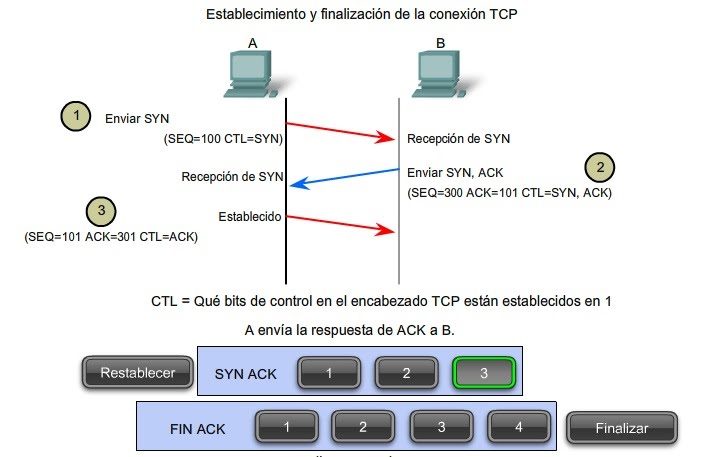 Establecimiento y finalización de la conexión TCP
A
B
1
Enviar SYN
(SEQ=100 CTL=SYN)
Recepción de SYN
Enviar SYN, ACK
2
Recepción de SYN
(SEQ=300 ACK=101 CTL=SYN, ACK)
3
Establecido
(SEQ=101 ACK=301 CTL=ACK)
CTL = Qué bits de control en el encabezado TCP están establecidos en 1
A envía la respuesta de ACK a B.
Restablecer SYN ACK 1 2 3
FIN ACK 1 2 3 4 Finalizar